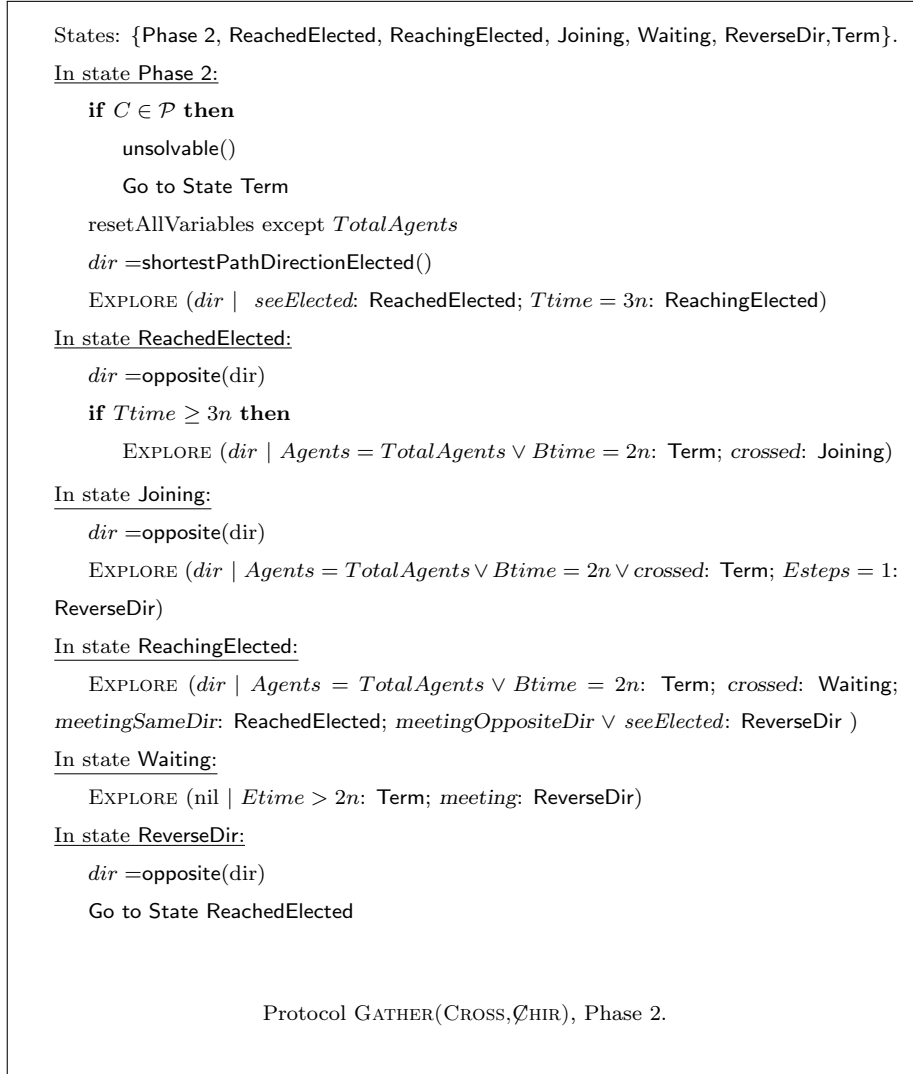 States: {Phase 2, ReachedElected, ReachingElected, Joining, Waiting, ReverseDir,Term}.
In state Phase 2:
if C ∈ P then
unsolvable()
Go to State Term
resetAllVariables except TotalAgents
dir =shortestPathDirectionElected()
EXPLORE (dir | seeElected: ReachedElected; Ttime = 3n: ReachingElected)
In state ReachedElected:
dir =opposite(dir)
if Ttime ≥ 3n then
EXPLORE (dir | Agents = TotalAgents ∨ Btime = 2n: Term; crossed: Joining)
In state Joining:
dir =opposite(dir)
EXPLORE (dir | Agents = TotalAgents ∨ Btime = 2n ∨ crossed: Term; Esteps = 1:
ReverseDir)
In state ReachingElected:
EXPLORE (dir | Agents = TotalAgents ∨ Btime = 2n: Term; crossed: Waiting;
meetingSameDir: ReachedElected; meetingOppositeDir ∨ seeElected: ReverseDir )
In state Waiting:
EXPLORE (nil | Etime > 2n: Term; meeting: ReverseDir)
In state ReverseDir:
dir =opposite(dir)
Go to State ReachedElected
Protocol GATHER(CROSS,C̸HIR), Phase 2.